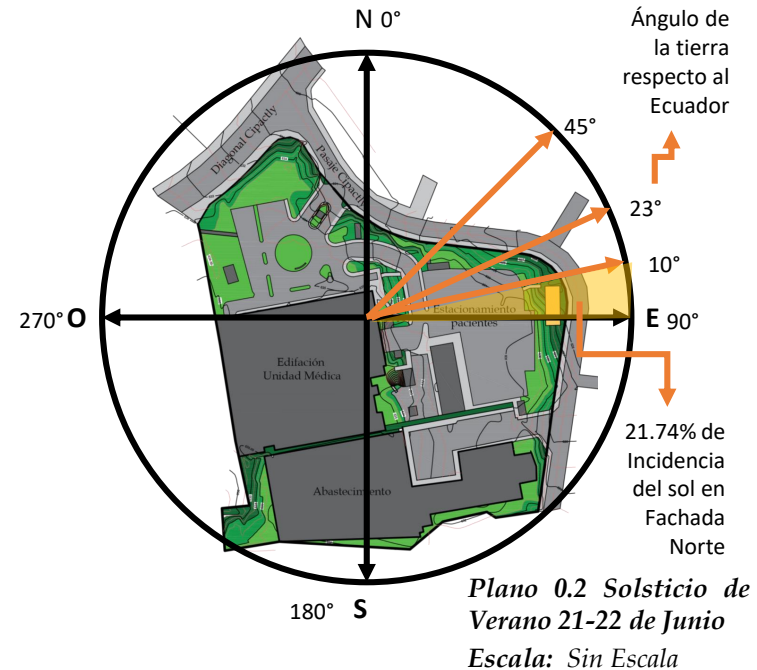 N 0°
Ángulo de
la tierra
respecto al
Ecuador
45°
Diagonal Cipactly
Pasaje Cipactly
23°
10°
270° O
E 90°
Estacionamiento
pacientes
Edifación
Unidad Médica
21.74% de
Incidencia
del sol en
Fachada
Norte
Abastecimiento
180° S
Plano 0.2 Solsticio de
Verano 21-22 de Junio
Escala: Sin Escala